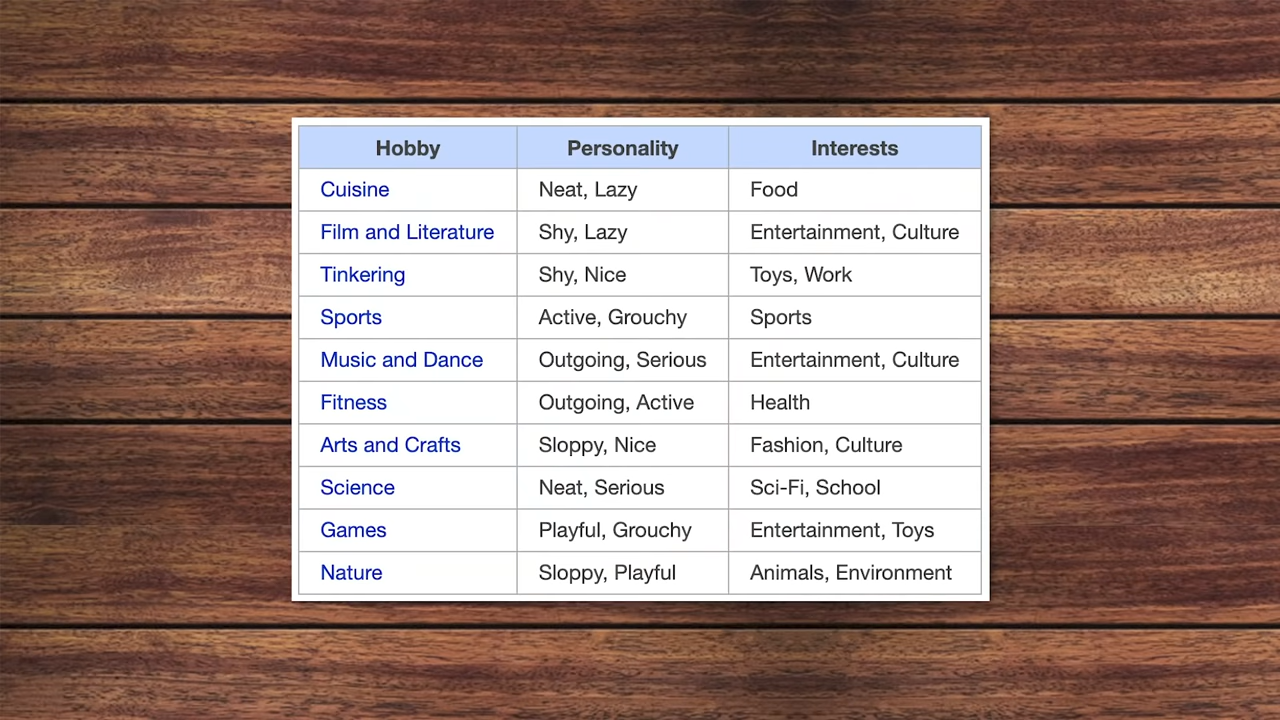 Hobby Personality Interests
Cuisine Neat, Lazy Food
Film and Literature Shy, Lazy Entertainment, Culture
Tinkering Shy, Nice Toys, Work
Sports Active, Grouchy Sports
Music and Dance Outgoing, Serious Entertainment, Culture
Fitness Outgoing, Active Health
Arts and Crafts Sloppy, Nice Fashion, Culture
Science Neat, Serious Sci-Fi, School
Games Playful, Grouchy Entertainment, Toys
Nature Sloppy, Playful Animals, Environment